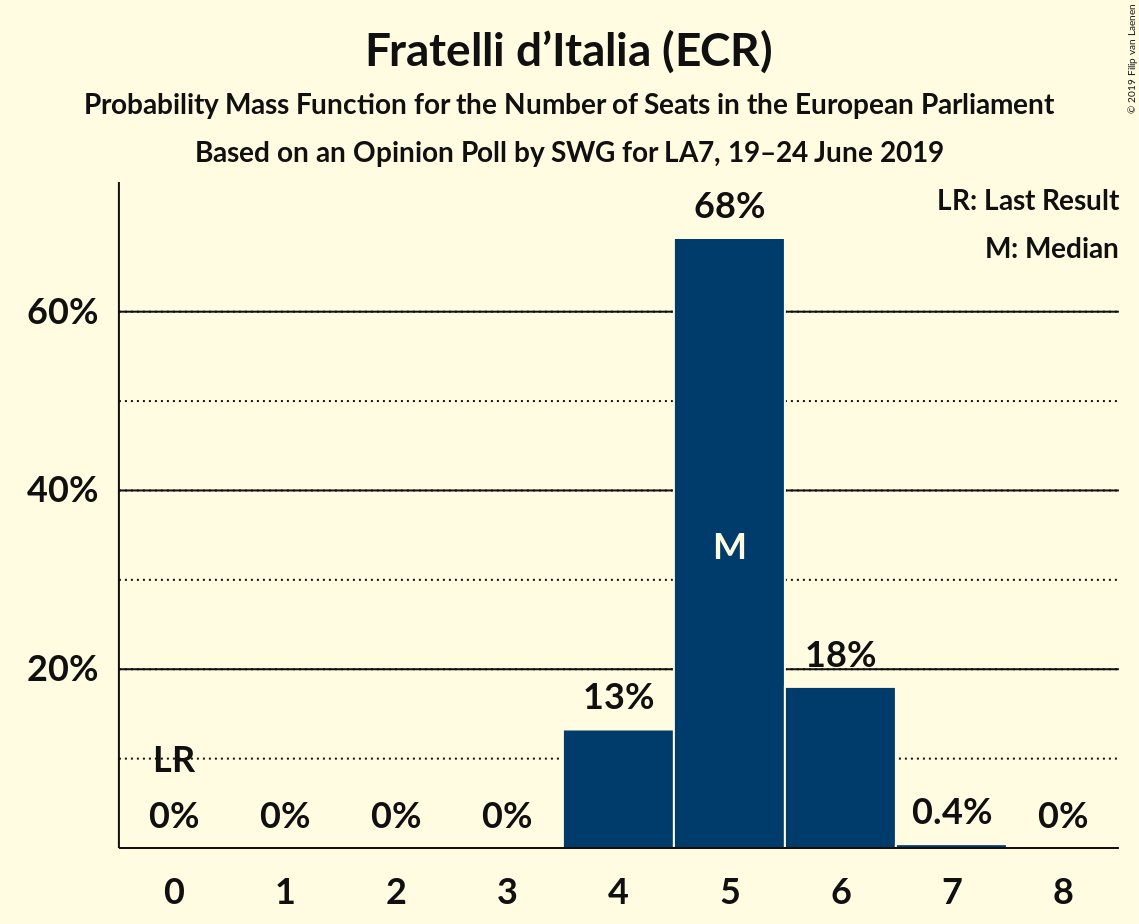 Fratelli d’Italia (ECR)
Probability Mass Function for the Number of Seats in the European Parliament
Based on an Opinion Poll by SWG for LA7, 19–24 June 2019
© 2019 Filip van Laenen
LR: Last Result
M: Median
60%
40%
20%
68%
M
18%
13%
LR
0%
0%
0%
0%
0.4%
0%
0 1 2 3 4 5 6 7 8